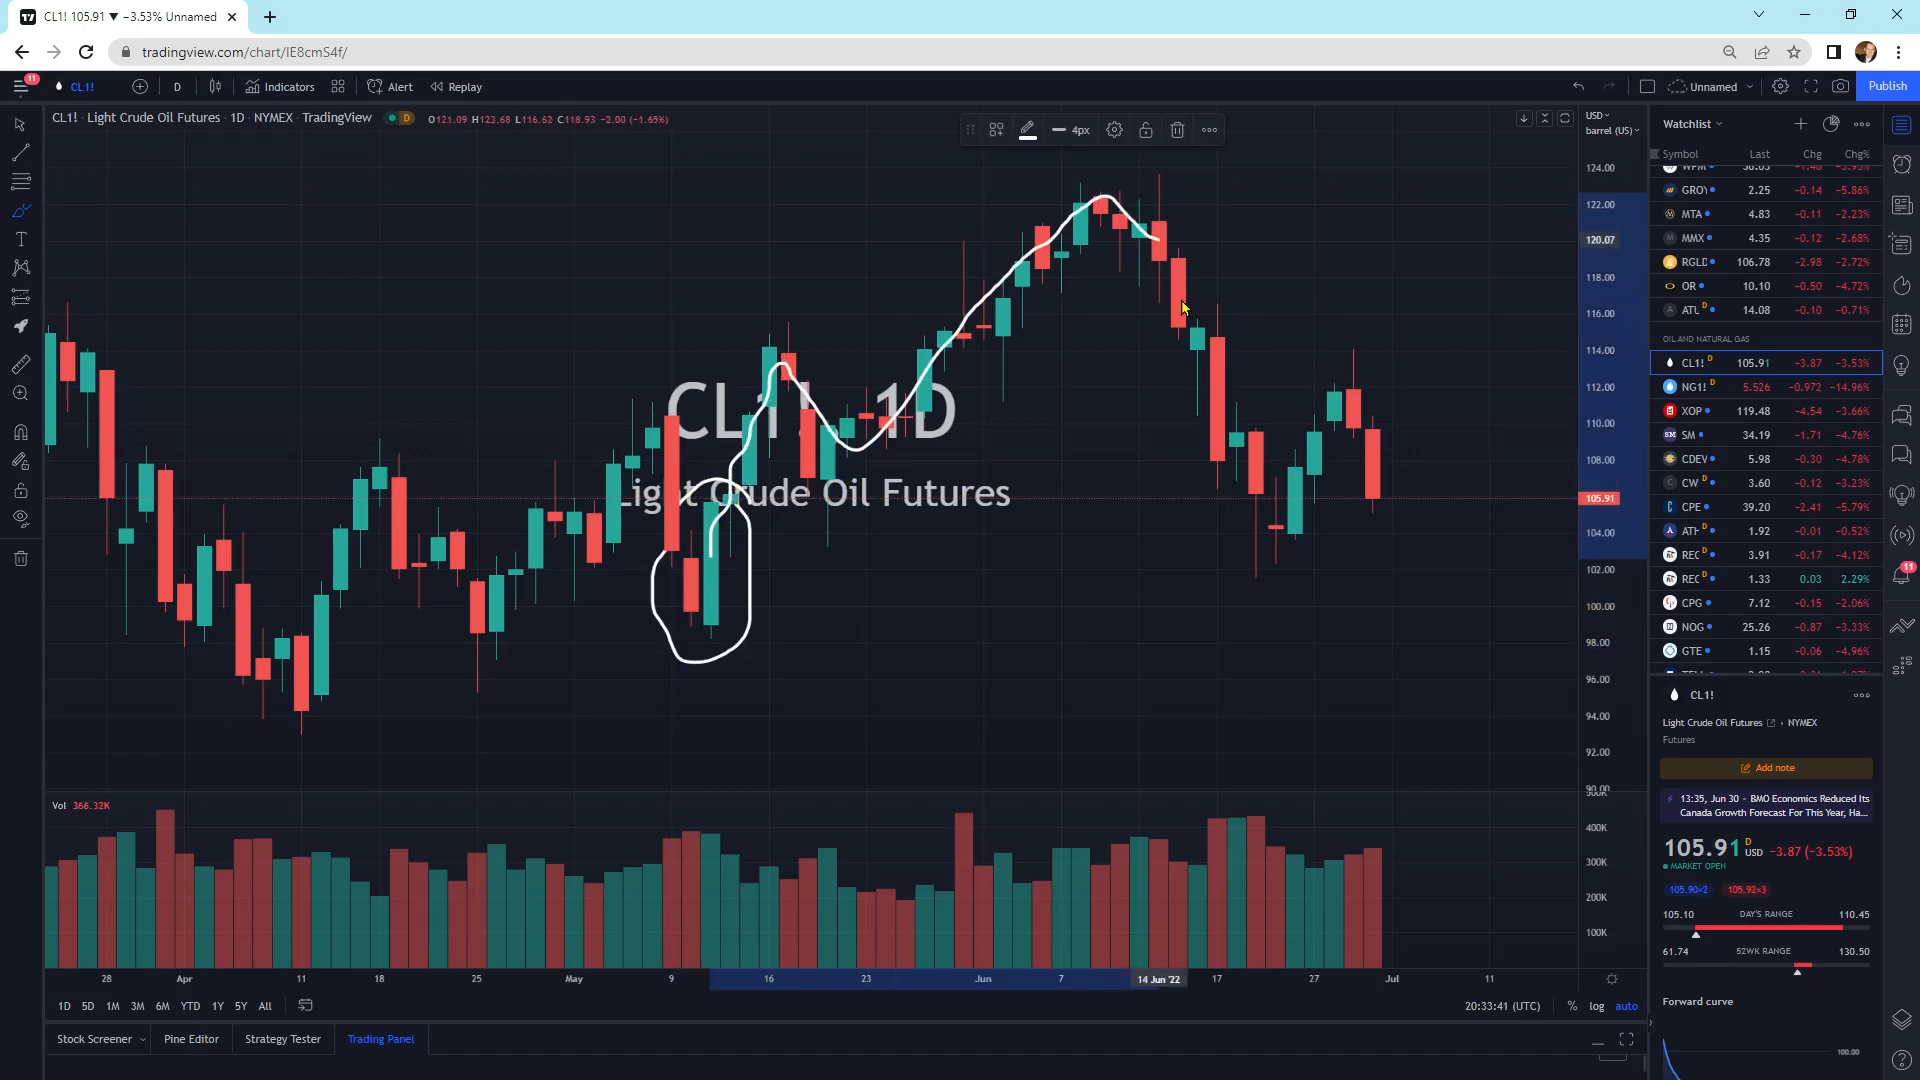 CL1! 105.91 ▼ −3.53% Unnamed
tradingview.com/chart/IE8cmS4f/
11
CL1! D Indicators Alert Replay Unnamed Publish
CL1! · Light Crude Oil Futures · 1D · NYMEX · TradingView D O121.09 H123.68 L116.62 C118.93 −2.00 (−1.65%)
4px
USD
barrel (US)
124.00
122.00
120.07
118.00
116.00
114.00
112.00
110.00
108.00
105.91
104.00
102.00
100.00
98.00
96.00
94.00
92.00
90.00
CL1!, 1D
Light Crude Oil Futures
Vol 366.32K
500K
400K
300K
200K
100K
28 Apr 11 18 25 May 9 16 23 Jun 7 14 Jun '22 17 27 Jul 11
1D 5D 1M 3M 6M YTD 1Y 5Y All
20:33:41 (UTC) % log auto
Stock Screener Pine Editor Strategy Tester Trading Panel
Watchlist
Symbol Last Chg Chg%
GROY 2.25 −0.14 −5.86%
MTA 4.83 −0.11 −2.23%
MMX 4.35 −0.12 −2.68%
RGLD 106.78 −2.98 −2.72%
OR 10.10 −0.50 −4.72%
ATL D 14.08 −0.10 −0.71%
OIL AND NATURAL GAS
CL1! D 105.91 −3.87 −3.53%
NG1! D 5.526 −0.972 −14.96%
XOP 119.48 −4.54 −3.66%
SM 34.19 −1.71 −4.76%
CDEV 5.98 −0.30 −4.78%
CW D 3.60 −0.12 −3.23%
CPE 39.20 −2.41 −5.79%
ATH D 1.92 −0.01 −0.52%
REC D 3.91 −0.17 −4.12%
REC D 1.33 0.03 2.29%
CPG 7.12 −0.15 −2.06%
NOG 25.26 −0.87 −3.33%
GTE 1.15 −0.06 −4.96%
11
CL1!
Light Crude Oil Futures · NYMEX
Futures
Add note
13:35, Jun 30 - BMO Economics Reduced Its
Canada Growth Forecast For This Year, Ha...
105.91 D USD −3.87 (−3.53%)
MARKET OPEN
105.90×2 105.92×3
105.10 DAY'S RANGE 110.45
61.74 52WK RANGE 130.50
Forward curve
100.00